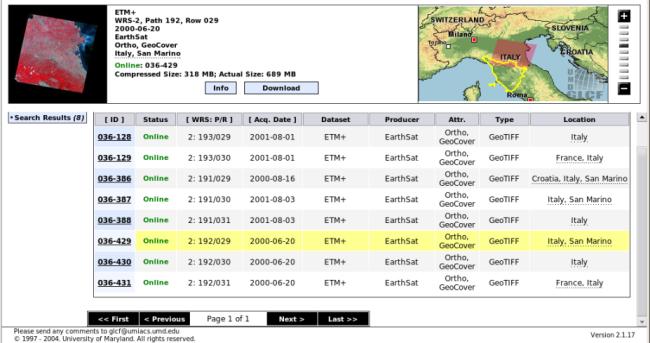 ETM+
WRS-2, Path 192, Row 029
2000-06-20
EarthSat
Ortho, GeoCover
Italy, San Marino
Online: 036-429
Compressed Size: 318 MB; Actual Size: 689 MB
Info Download
SWITZERLAND
SLOVENIA
Milano
Torino
CROATIA
ITALY
Roma
UMD
GLCF
Search Results (8)
[ ID ] Status [ WRS: P/R ] [ Acq. Date ] Dataset Producer Attr. Type Location
036-128 Online 2: 193/029 2001-08-01 ETM+ EarthSat Ortho, GeoCover GeoTIFF Italy
036-129 Online 2: 193/030 2001-08-01 ETM+ EarthSat Ortho, GeoCover GeoTIFF France, Italy
036-386 Online 2: 191/029 2000-08-16 ETM+ EarthSat Ortho, GeoCover GeoTIFF Croatia, Italy, San Marino
036-387 Online 2: 191/030 2001-08-03 ETM+ EarthSat Ortho, GeoCover GeoTIFF Italy, San Marino
036-388 Online 2: 191/031 2001-08-03 ETM+ EarthSat Ortho, GeoCover GeoTIFF Italy
036-429 Online 2: 192/029 2000-06-20 ETM+ EarthSat Ortho, GeoCover GeoTIFF Italy, San Marino
036-430 Online 2: 192/030 2000-06-20 ETM+ EarthSat Ortho, GeoCover GeoTIFF Italy
036-431 Online 2: 192/031 2000-06-20 ETM+ EarthSat Ortho, GeoCover GeoTIFF France, Italy
<< First < Previous Page 1 of 1 Next > Last >>
Please send any comments to glcf@umiacs.umd.edu
© 1997 - 2004. University of Maryland. All rights reserved.
Version 2.1.17